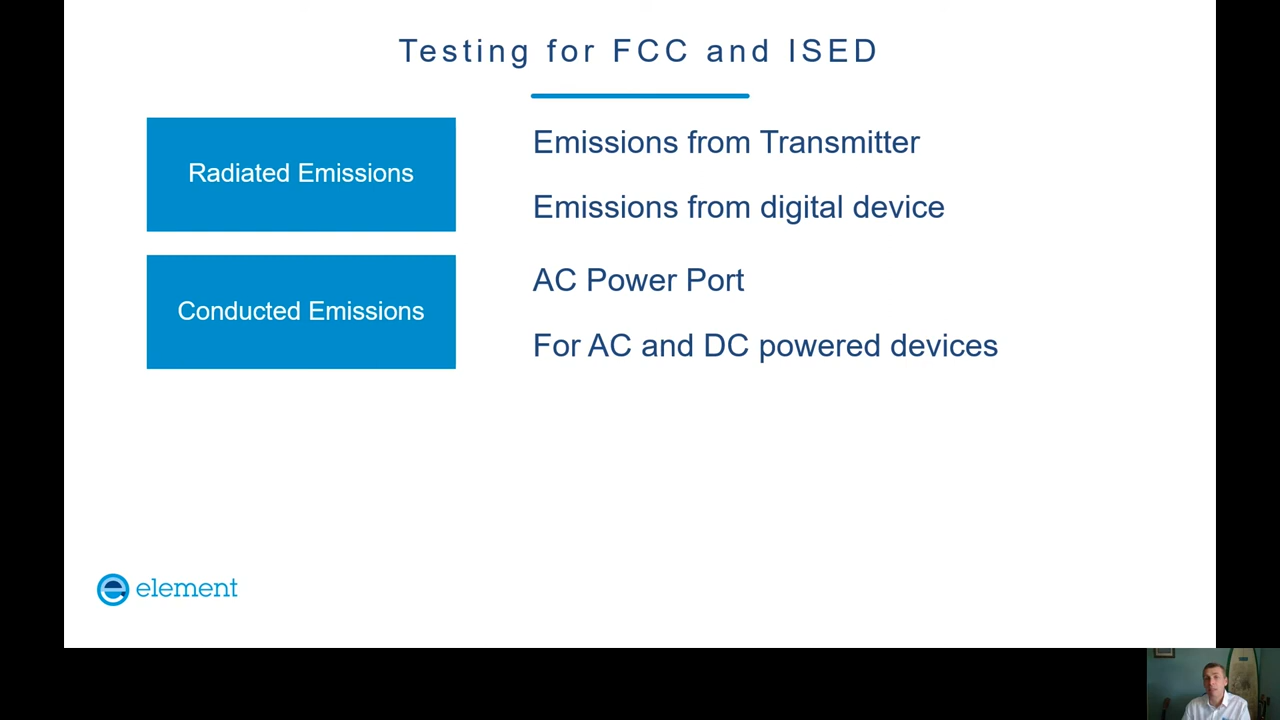 Testing for FCC and ISED
Radiated Emissions
Emissions from Transmitter
Emissions from digital device
Conducted Emissions
AC Power Port
For AC and DC powered devices
element